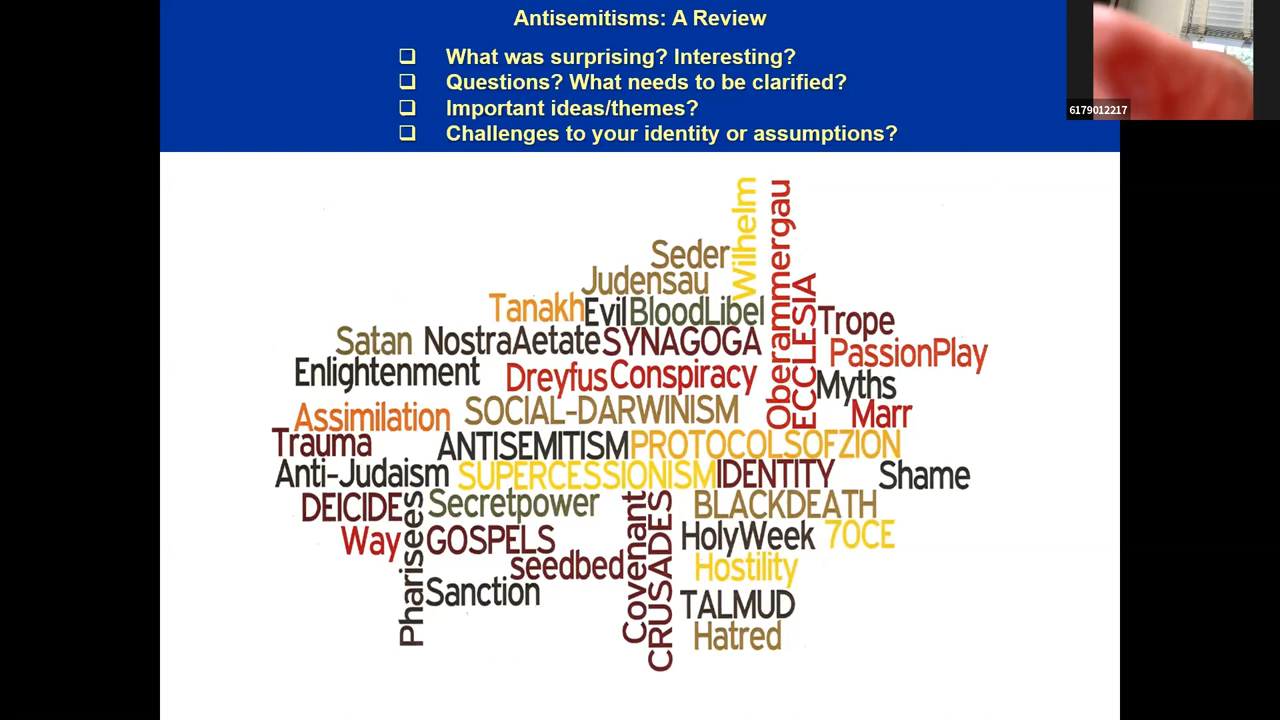 Antisemitisms: A Review
❑ What was surprising? Interesting?
❑ Questions? What needs to be clarified?
❑ Important ideas/themes?
❑ Challenges to your identity or assumptions?
6179012217
Wilhelm
Oberammergau
Seder
Judensau
ECCLESIA
Tanakh Evil BloodLibel
Trope
Satan NostraAetate SYNAGOGA
PassionPlay
Enlightenment Dreyfus Conspiracy
Myths
Assimilation SOCIAL-DARWINISM
Marr
Trauma ANTISEMITISM PROTOCOLSOFZION
Anti-Judaism SUPERCESSIONISM IDENTITY Shame
DEICIDE Secretpower BLACKDEATH
Pharisees
Covenant
CRUSADES
Way GOSPELS HolyWeek 70CE
seedbed Hostility
Sanction TALMUD
Hatred